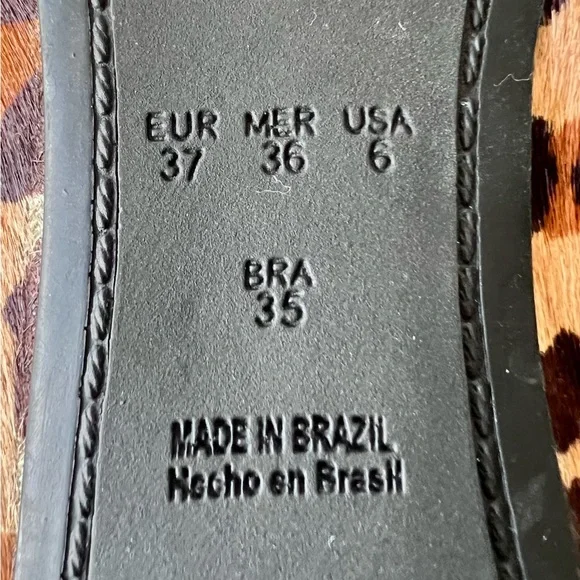 EUR MER USA
37 36 6
BRA
35
MADE IN BRAZIL
Hecho en Brasil